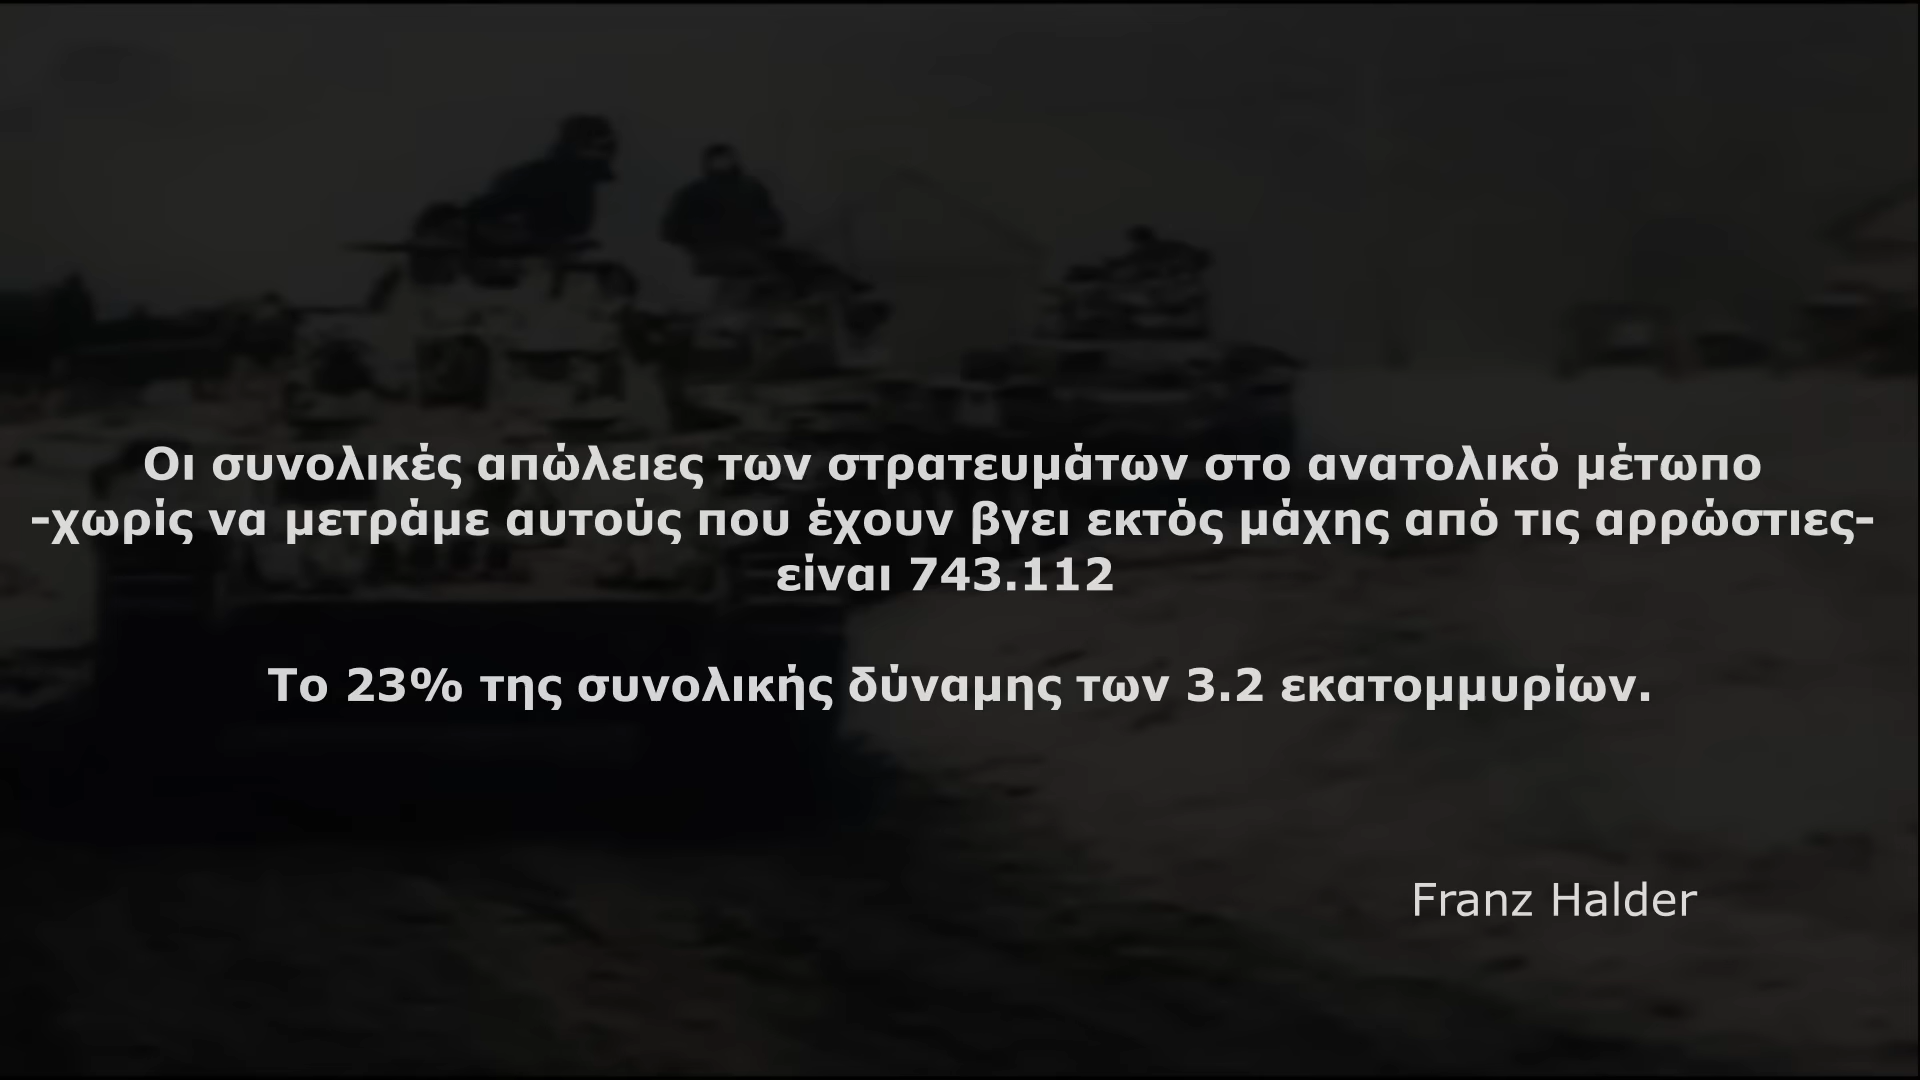 Οι συνολικές απώλειες των στρατευμάτων στο ανατολικό μέτωπο
-χωρίς να μετράμε αυτούς που έχουν βγει εκτός μάχης από τις αρρώστιες-
είναι 743.112
Το 23% της συνολικής δύναμης των 3.2 εκατομμυρίων.
Franz Halder